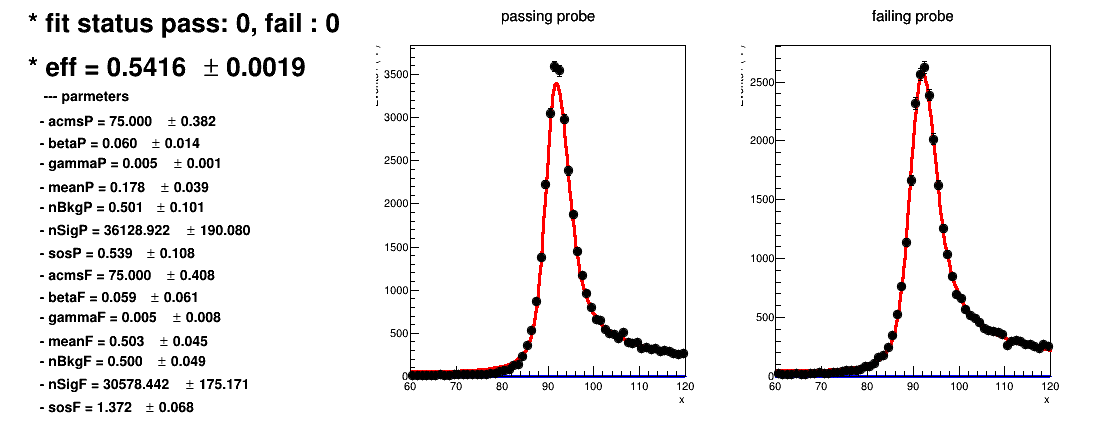 * fit status pass: 0, fail : 0
* eff = 0.5416 ± 0.0019
--- parmeters
- acmsP = 75.000 ± 0.382
- betaP = 0.060 ± 0.014
- gammaP = 0.005 ± 0.001
- meanP = 0.178 ± 0.039
- nBkgP = 0.501 ± 0.101
- nSigP = 36128.922 ± 190.080
- sosP = 0.539 ± 0.108
- acmsF = 75.000 ± 0.408
- betaF = 0.059 ± 0.061
- gammaF = 0.005 ± 0.008
- meanF = 0.503 ± 0.045
- nBkgF = 0.500 ± 0.049
- nSigF = 30578.442 ± 175.171
- sosF = 1.372 ± 0.068
passing probe
3500
3000
2500
2000
1500
1000
500
0
60 70 80 90 100 110 120
x
failing probe
2500
2000
1500
1000
500
0
60 70 80 90 100 110 120
x